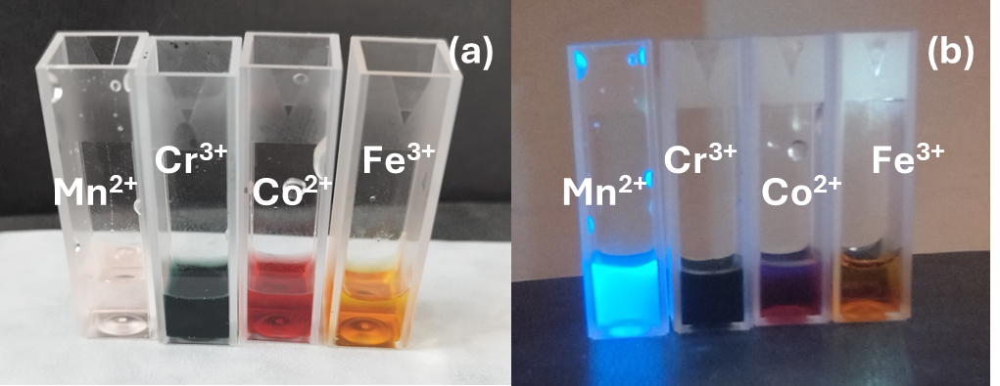 (a)
Mn²⁺
Cr³⁺
Co²⁺
Fe³⁺
(b)
Mn²⁺
Cr³⁺
Co²⁺
Fe³⁺